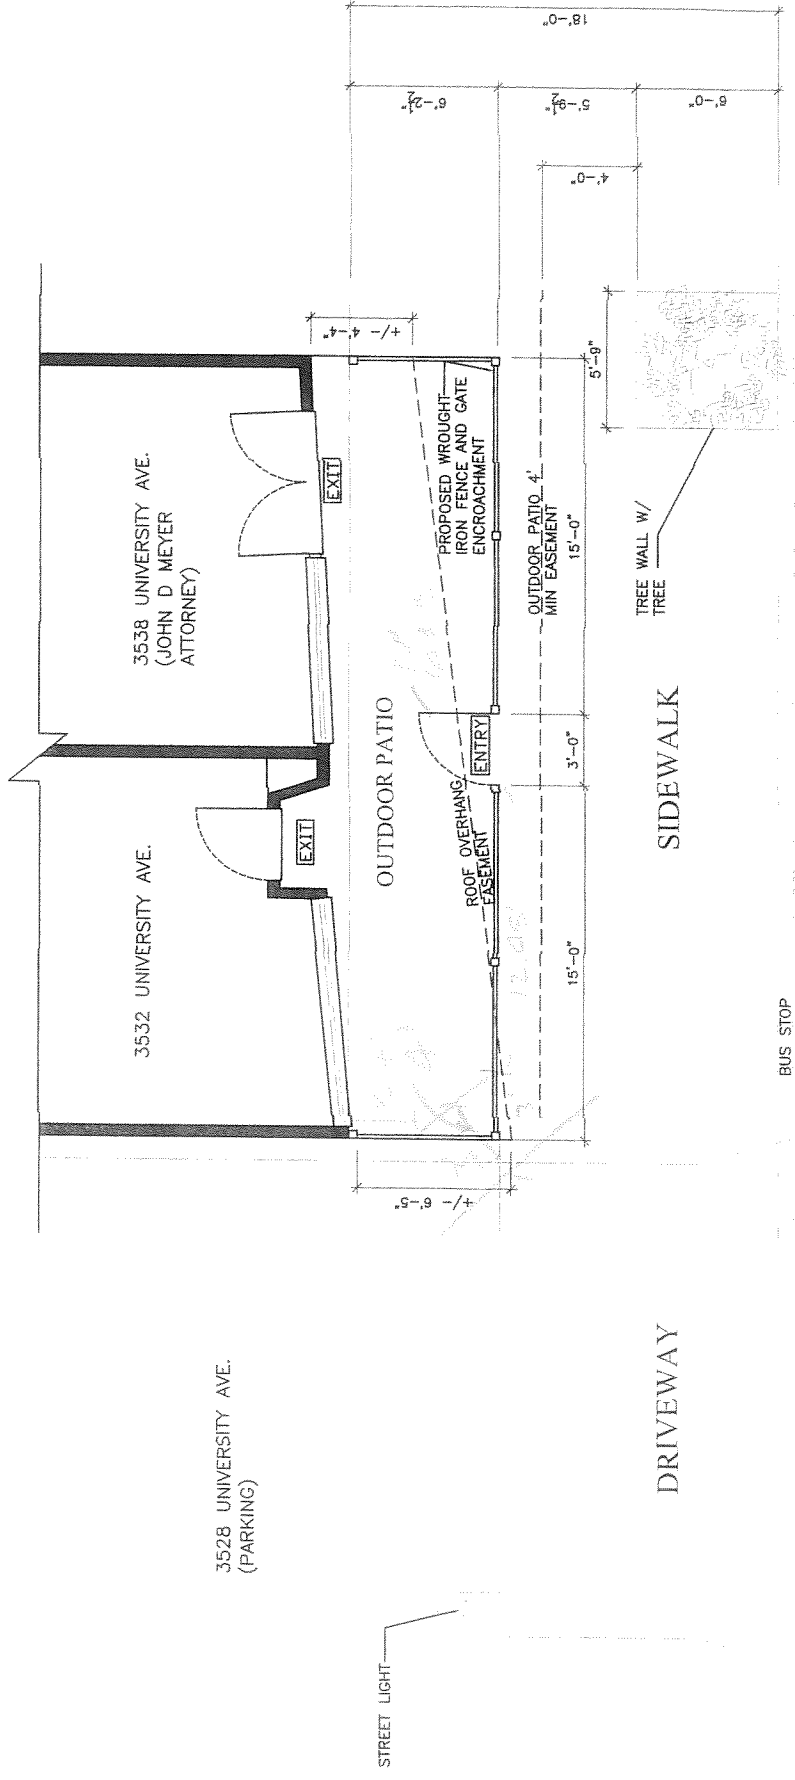 3528 UNIVERSITY AVE.
(PARKING)
STREET LIGHT
DRIVEWAY
3532 UNIVERSITY AVE.
EXIT
3538 UNIVERSITY AVE.
(JOHN D MEYER
ATTORNEY)
EXIT
OUTDOOR PATIO
ROOF OVERHANG
EASEMENT
ENTRY
PROPOSED WROUGHT
IRON FENCE AND GATE
ENCROACHMENT
OUTDOOR PATIO 4'
MIN EASEMENT
+/- 6'-5"
+/- 4'-4"
15'-0"
3'-0"
15'-0"
5'-9"
TREE WALL W/
TREE
SIDEWALK
BUS STOP
18'-0"
6'-2½"
5'-9½"
6'-0"
4'-0"